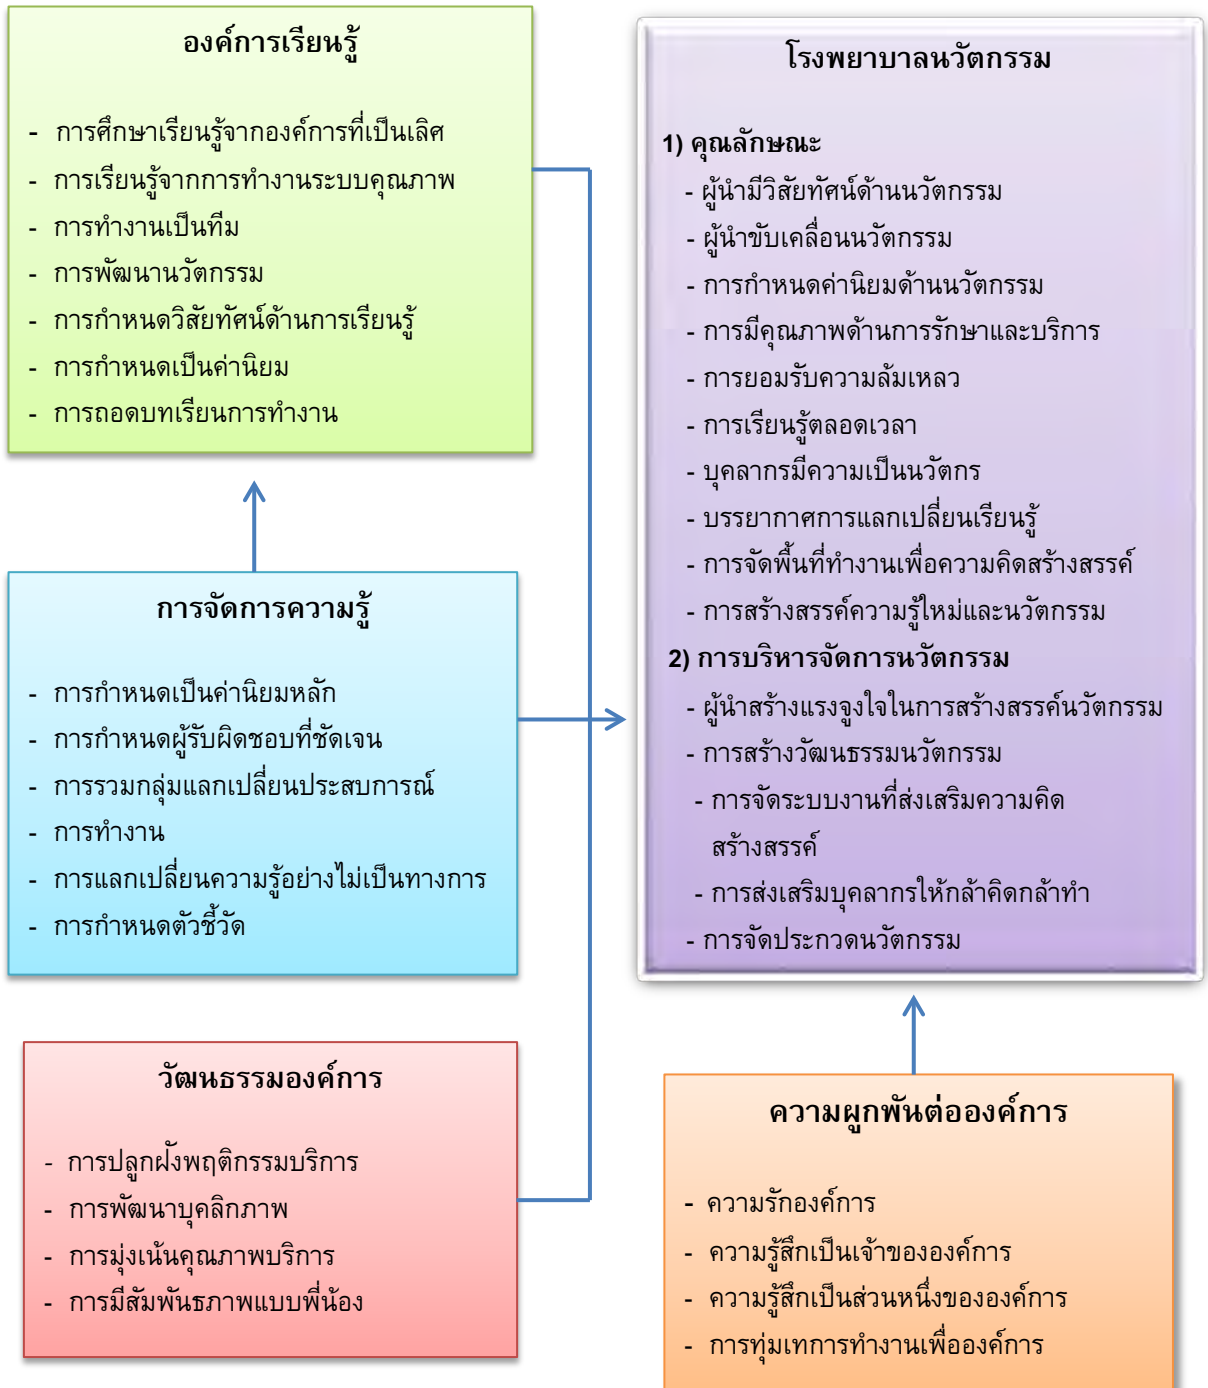 องค์การเรียนรู้
- การศึกษาเรียนรู้จากองค์การที่เป็นเลิศ
- การเรียนรู้จากการทำงานระบบคุณภาพ
- การทำงานเป็นทีม
- การพัฒนานวัตกรรม
- การกำหนดวิสัยทัศน์ด้านการเรียนรู้
- การกำหนดเป็นค่านิยม
- การถอดบทเรียนการทำงาน
การจัดการความรู้
- การกำหนดเป็นค่านิยมหลัก
- การกำหนดผู้รับผิดชอบที่ชัดเจน
- การรวมกลุ่มแลกเปลี่ยนประสบการณ์
- การทำงาน
- การแลกเปลี่ยนความรู้อย่างไม่เป็นทางการ
- การกำหนดตัวชี้วัด
วัฒนธรรมองค์การ
- การปลูกฝังพฤติกรรมบริการ
- การพัฒนาบุคลิกภาพ
- การมุ่งเน้นคุณภาพบริการ
- การมีสัมพันธภาพแบบพี่น้อง
โรงพยาบาลนวัตกรรม
1) คุณลักษณะ
- ผู้นำมีวิสัยทัศน์ด้านนวัตกรรม
- ผู้นำขับเคลื่อนนวัตกรรม
- การกำหนดค่านิยมด้านนวัตกรรม
- การมีคุณภาพด้านการรักษาและบริการ
- การยอมรับความล้มเหลว
- การเรียนรู้ตลอดเวลา
- บุคลากรมีความเป็นนวัตกร
- บรรยากาศการแลกเปลี่ยนเรียนรู้
- การจัดพื้นที่ทำงานเพื่อความคิดสร้างสรรค์
- การสร้างสรรค์ความรู้ใหม่และนวัตกรรม
2) การบริหารจัดการนวัตกรรม
- ผู้นำสร้างแรงจูงใจในการสร้างสรรค์นวัตกรรม
- การสร้างวัฒนธรรมนวัตกรรม
- การจัดระบบงานที่ส่งเสริมความคิด
สร้างสรรค์
- การส่งเสริมบุคลากรให้กล้าคิดกล้าทำ
- การจัดประกวดนวัตกรรม
ความผูกพันต่อองค์การ
- ความรักองค์การ
- ความรู้สึกเป็นเจ้าขององค์การ
- ความรู้สึกเป็นส่วนหนึ่งขององค์การ
- การทุ่มเทการทำงานเพื่อองค์การ